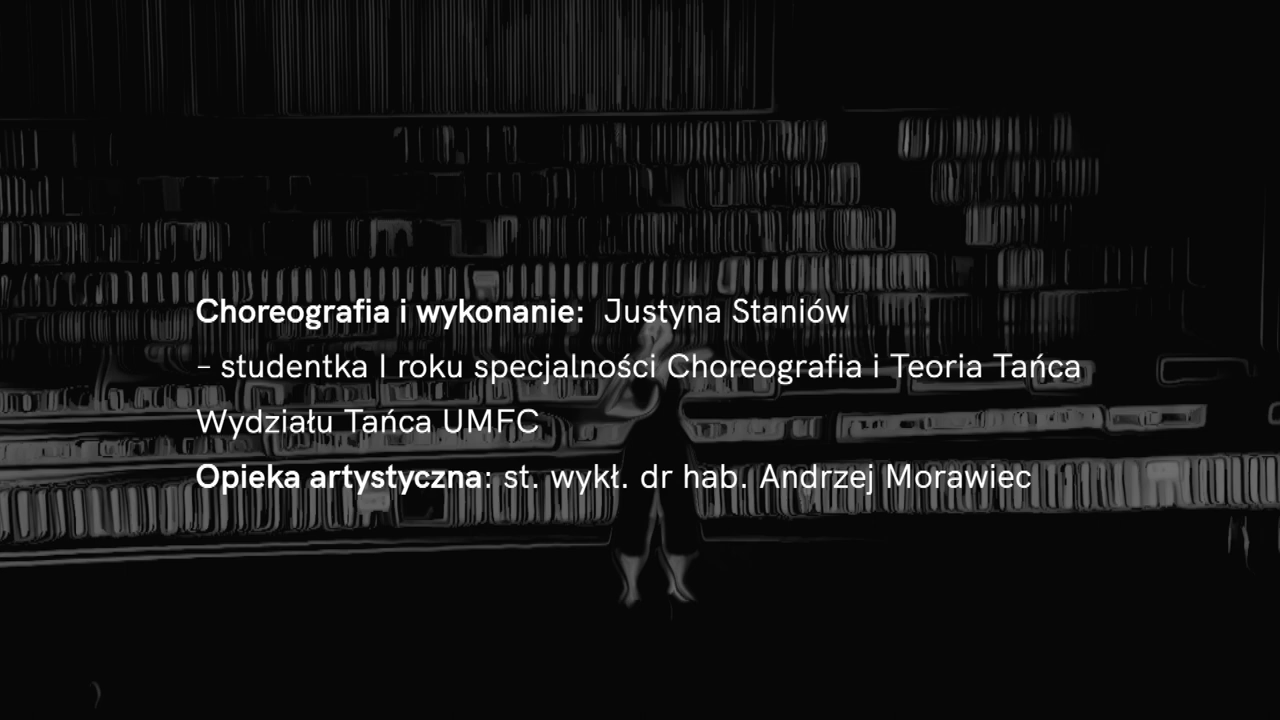 Choreografia i wykonanie: Justyna Staniów
– studentka I roku specjalności Choreografia i Teoria Tańca
Wydziału Tańca UMFC
Opieka artystyczna: st. wykł. dr hab. Andrzej Morawiec